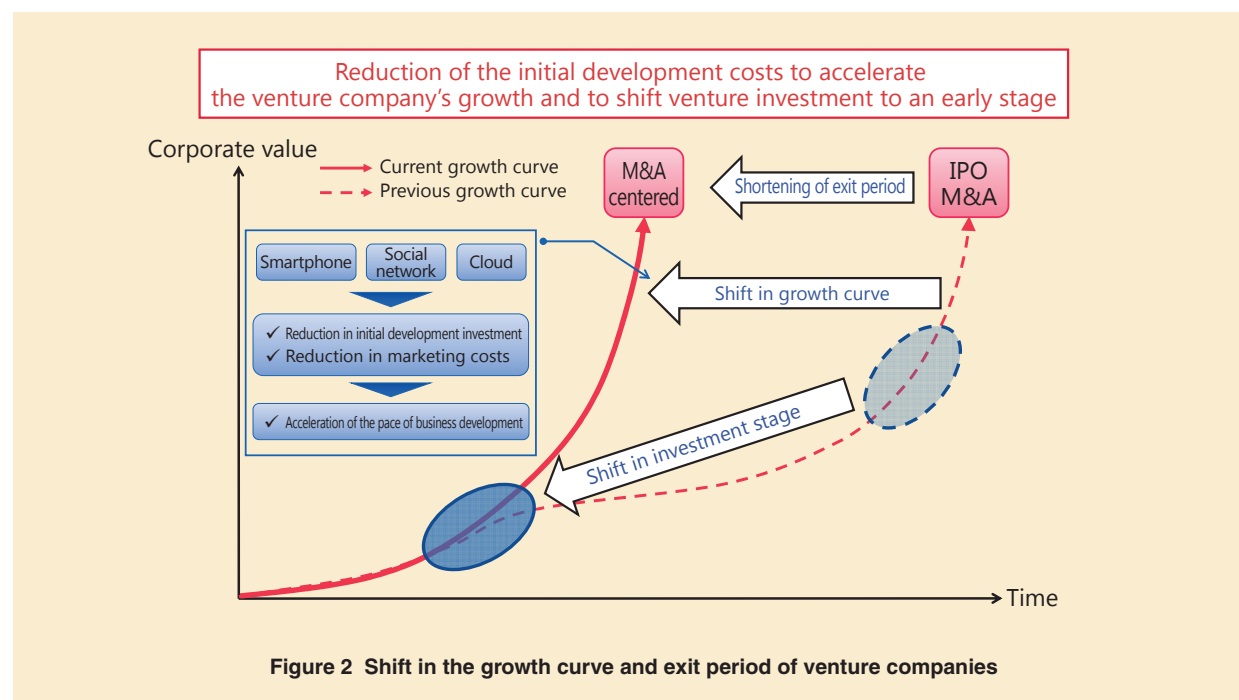 Reduction of the initial development costs to accelerate
the venture company's growth and to shift venture investment to an early stage
Corporate value
Current growth curve
Previous growth curve
M&A
centered
Shortening of exit period
IPO
M&A
Smartphone
Social
network
Cloud
Shift in growth curve
✓ Reduction in initial development investment
✓ Reduction in marketing costs
✓ Acceleration of the pace of business development
Shift in investment stage
Time
Figure 2 Shift in the growth curve and exit period of venture companies